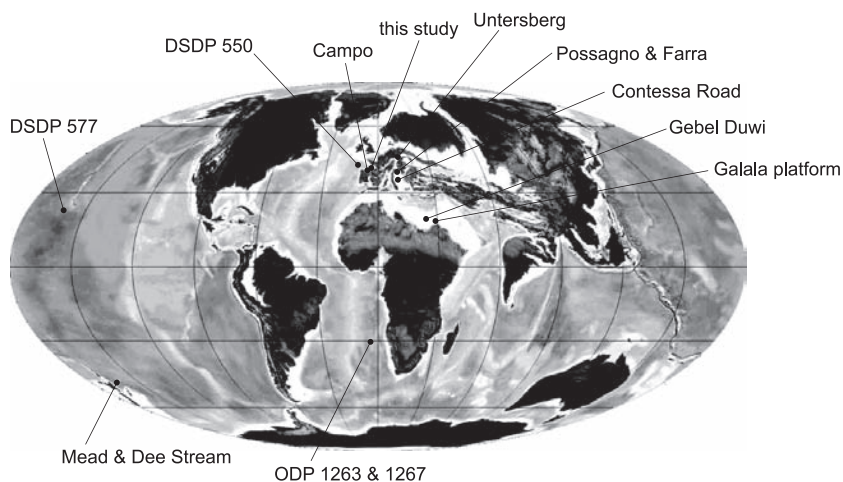 Untersberg
this study
DSDP 550
Campo
Possagno & Farra
Contessa Road
DSDP 577
Gebel Duwi
Galala platform
Mead & Dee Stream
ODP 1263 & 1267